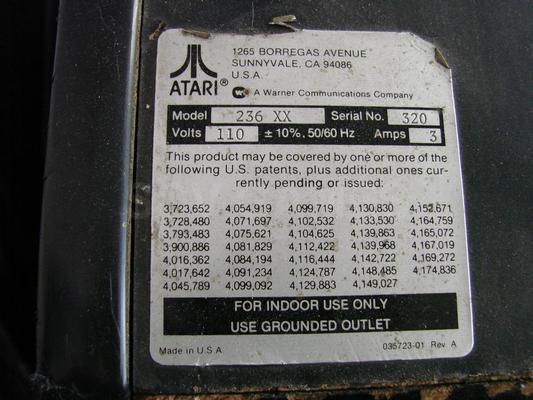 1265 BORREGAS AVENUE
SUNNYVALE, CA 94086
U.S.A.
ATARI®
A Warner Communications Company
Model 236 XX Serial No. 320
Volts 110 ±10%, 50/60 Hz Amps 3
This product may be covered by one or more of the
following U.S. patents, plus additional ones cur-
rently pending or issued:
3,723,652 4,054,919 4,099,719 4,130,830 4,152,671
3,728,480 4,071,697 4,102,532 4,133,530 4,164,759
3,793,483 4,075,621 4,104,625 4,139,863 4,165,072
3,900,886 4,081,829 4,112,422 4,139,968 4,167,019
4,016,362 4,084,194 4,116,444 4,142,722 4,169,272
4,017,642 4,091,234 4,124,787 4,148,485 4,174,836
4,045,789 4,099,092 4,129,883 4,149,027
FOR INDOOR USE ONLY
USE GROUNDED OUTLET
Made in U.S.A. 035723-01 Rev. A